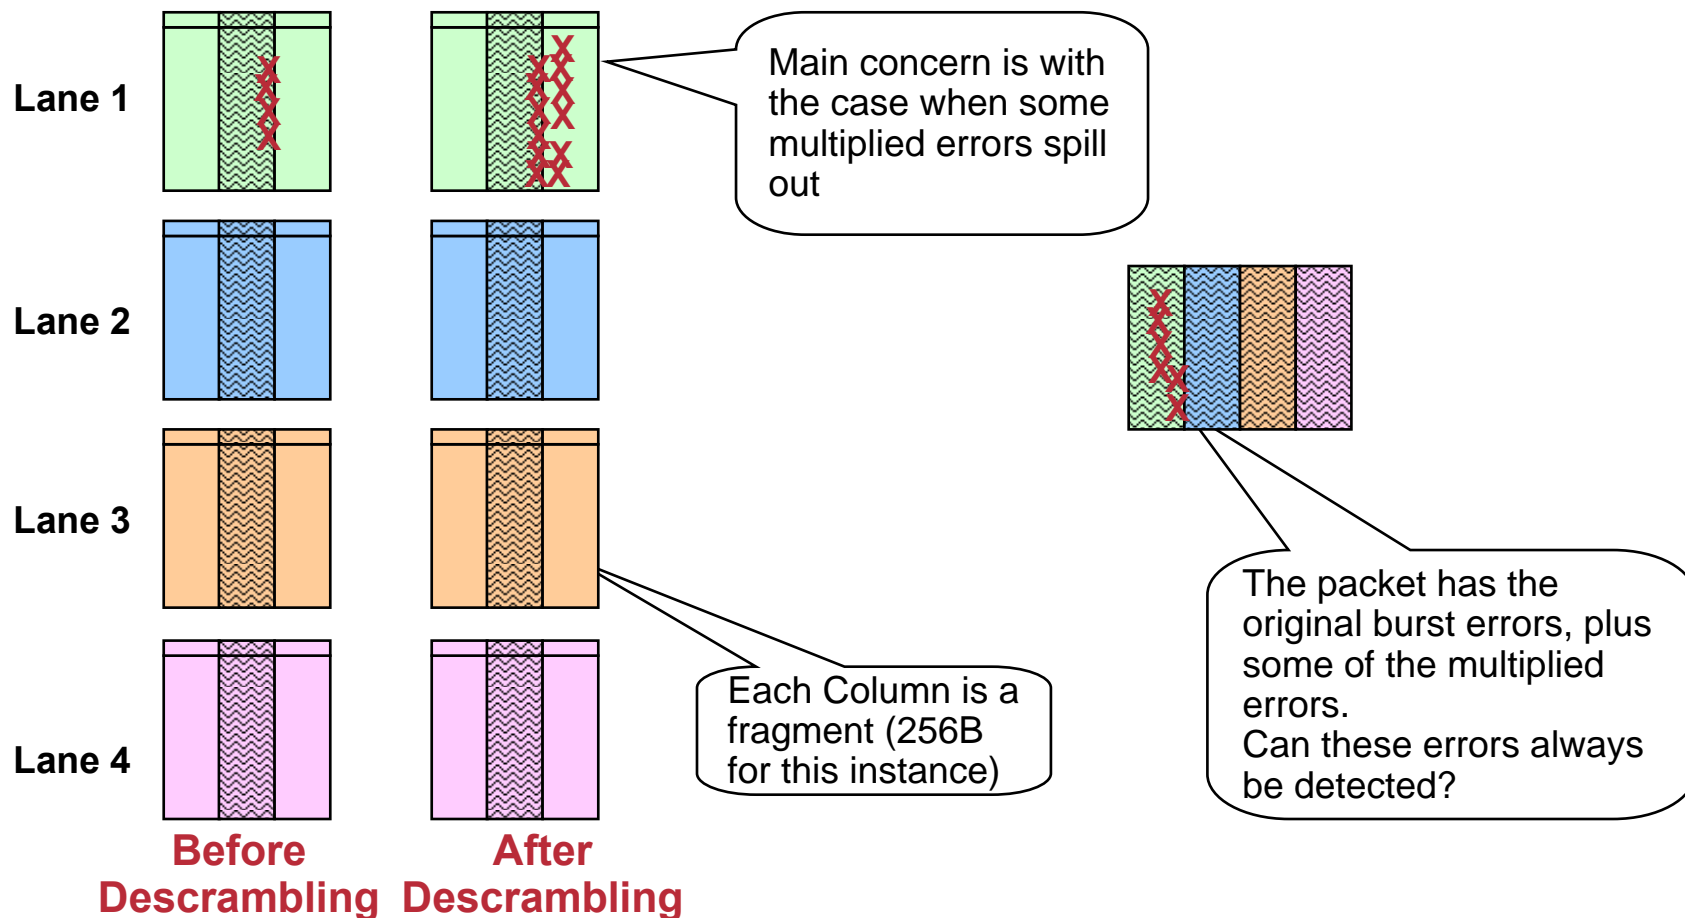 Lane 1
Main concern is with
the case when some
multiplied errors spill
out
Lane 2
Lane 3
The packet has the
original burst errors, plus
some of the multiplied
errors.
Can these errors always
be detected?
Each Column is a
fragment (256B
for this instance)
Lane 4
Before
Descrambling
After
Descrambling